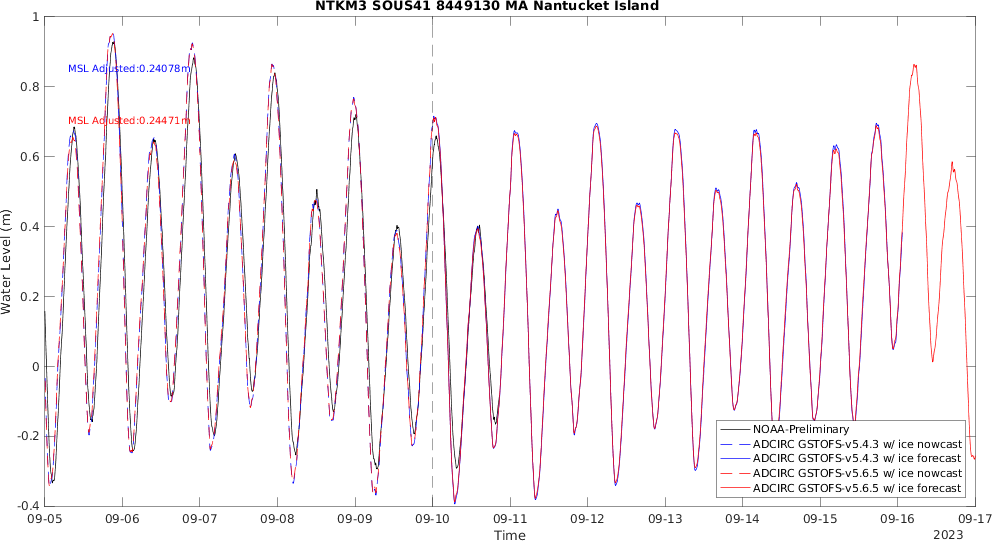 NTKM3 SOUS41 8449130 MA Nantucket Island
MSL Adjusted:0.24078m
MSL Adjusted:0.24471m
Water Level (m)
1
0.8
0.6
0.4
0.2
0
-0.2
-0.4
NOAA-Preliminary
ADCIRC GSTOFS-v5.4.3 w/ ice nowcast
ADCIRC GSTOFS-v5.4.3 w/ ice forecast
ADCIRC GSTOFS-v5.6.5 w/ ice nowcast
ADCIRC GSTOFS-v5.6.5 w/ ice forecast
09-05 09-06 09-07 09-08 09-09 09-10 09-11 09-12 09-13 09-14 09-15 09-16 09-17
Time
2023